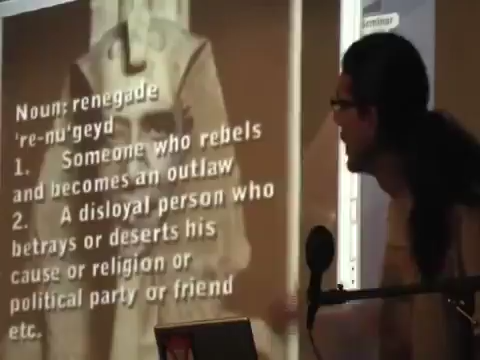 Seminar
Noun: renegade
're-nu'geyd
1. Someone who rebels
and becomes an outlaw
2. A disloyal person who
betrays or deserts his
cause or religion or
political party or friend
etc.